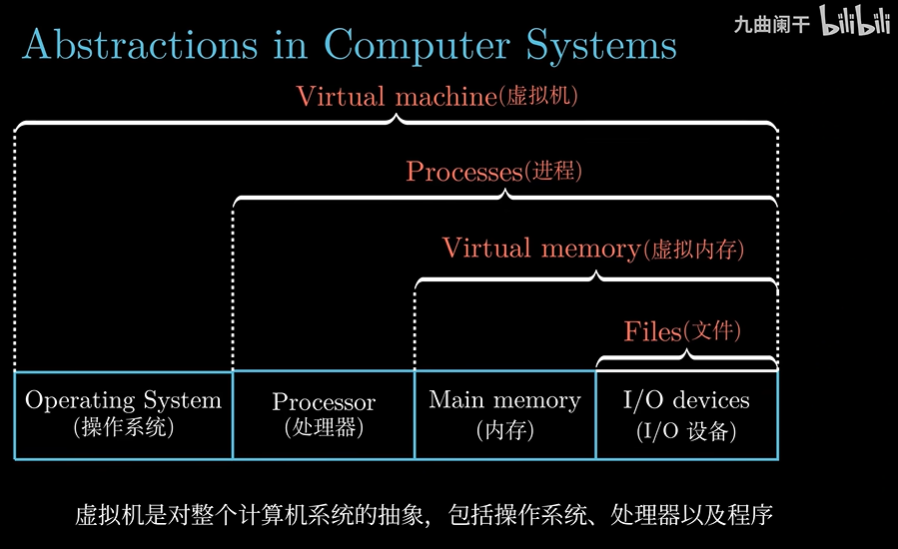 九曲阑干 bilibili
Abstractions in Computer Systems
Virtual machine(虚拟机)
Processes(进程)
Virtual memory(虚拟内存)
Files(文件)
Operating System
(操作系统)
Processor
(处理器)
Main memory
(内存)
I/O devices
(I/O 设备)
虚拟机是对整个计算机系统的抽象，包括操作系统、处理器以及程序